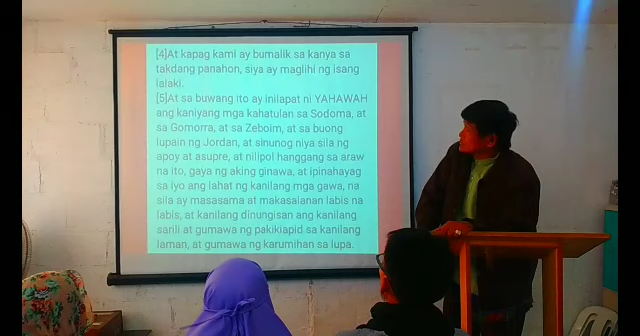 [4]At kapag kami ay bumalik sa kanya sa
takdang panahon, siya ay maglihi ng isang
lalaki.
[5]At sa buwang ito ay inilapat ni YAHAWAH
ang kaniyang mga kahatulan sa Sodoma, at
sa Gomorra, at sa Zeboim, at sa buong
lupain ng Jordan, at sinunog niya sila ng
apoy at asupre, at nilipol hanggang sa araw
na ito, gaya ng aking ginawa, at ipinahayag
sa iyo ang lahat ng kanilang mga gawa, na
sila ay masasama at makasalanan labis na
labis, at kanilang dinungisan ang kanilang
sarili at gumawa ng pakikiapid sa kanilang
laman, at gumawa ng karumihan sa lupa.